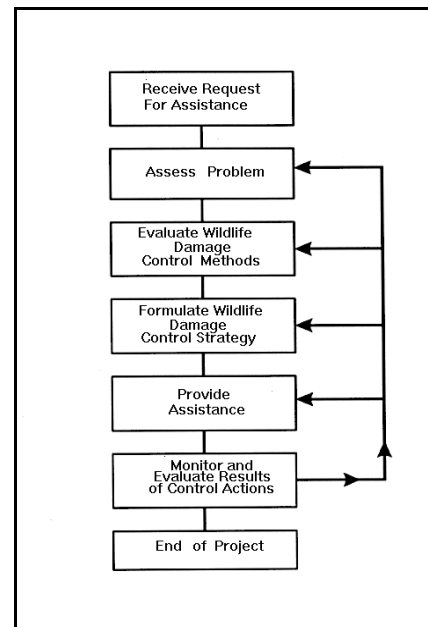 Receive Request
For Assistance
Assess Problem
Evaluate Wildlife
Damage
Control Methods
Formulate Wildlife
Damage
Control Strategy
Provide
Assistance
Monitor and
Evaluate Results
of Control Actions
End of Project